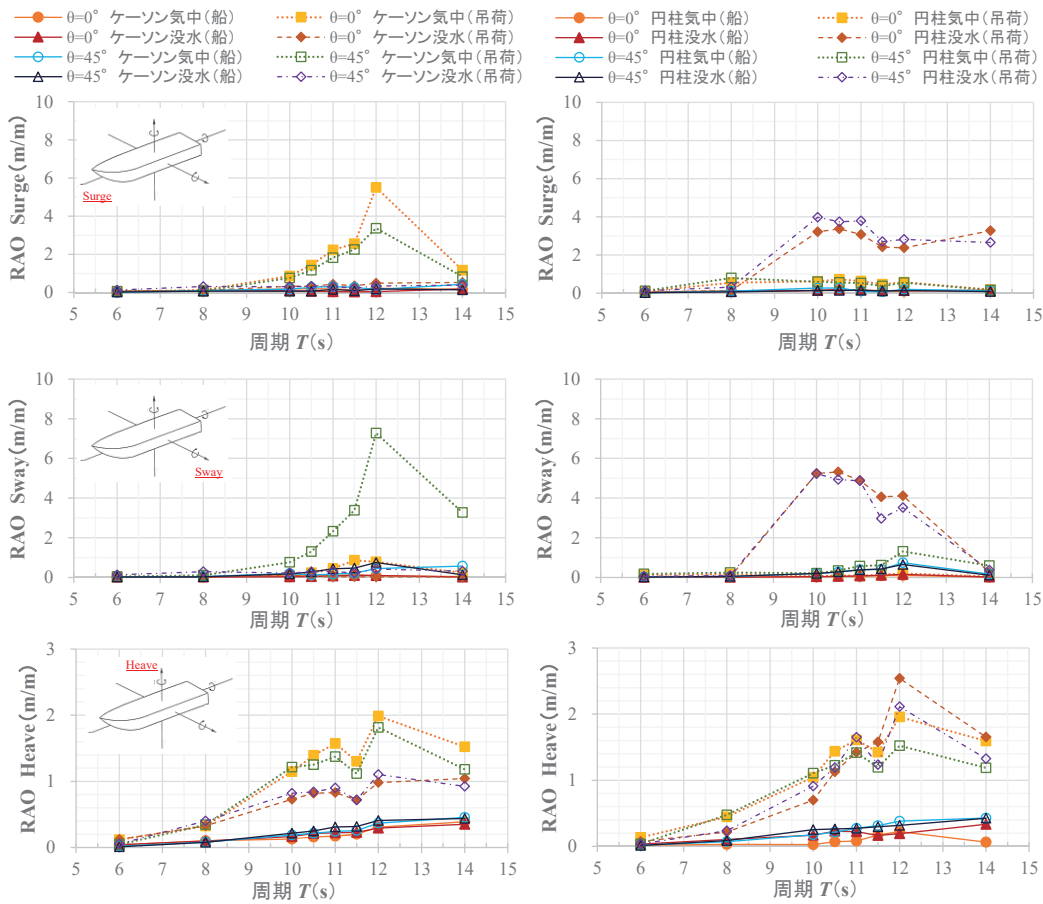 θ=0° ケーソン気中(船)
θ=0° ケーソン気中(吊荷)
θ=0° ケーソン没水(船)
θ=0° ケーソン没水(吊荷)
θ=45° ケーソン気中(船)
θ=45° ケーソン気中(吊荷)
θ=45° ケーソン没水(船)
θ=45° ケーソン没水(吊荷)
θ=0° 円柱気中(船)
θ=0° 円柱気中(吊荷)
θ=0° 円柱没水(船)
θ=0° 円柱没水(吊荷)
θ=45° 円柱気中(船)
θ=45° 円柱気中(吊荷)
θ=45° 円柱没水(船)
θ=45° 円柱没水(吊荷)
RAO Surge(m/m)
10
8
6
4
2
0
Surge
5 6 7 8 9 10 11 12 13 14 15
周期 T(s)
RAO Surge(m/m)
10
8
6
4
2
0
5 6 7 8 9 10 11 12 13 14 15
周期 T(s)
RAO Sway(m/m)
10
8
6
4
2
0
Sway
5 6 7 8 9 10 11 12 13 14 15
周期 T(s)
RAO Sway(m/m)
10
8
6
4
2
0
5 6 7 8 9 10 11 12 13 14 15
周期 T(s)
RAO Heave(m/m)
3
2
1
0
Heave
5 6 7 8 9 10 11 12 13 14 15
周期 T(s)
RAO Heave(m/m)
3
2
1
0
5 6 7 8 9 10 11 12 13 14 15
周期 T(s)